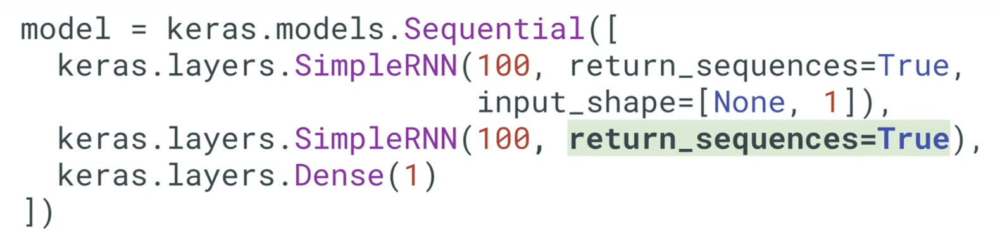 model = keras.models.Sequential([
  keras.layers.SimpleRNN(100, return_sequences=True,
                         input_shape=[None, 1]),
  keras.layers.SimpleRNN(100, return_sequences=True),
  keras.layers.Dense(1)
])